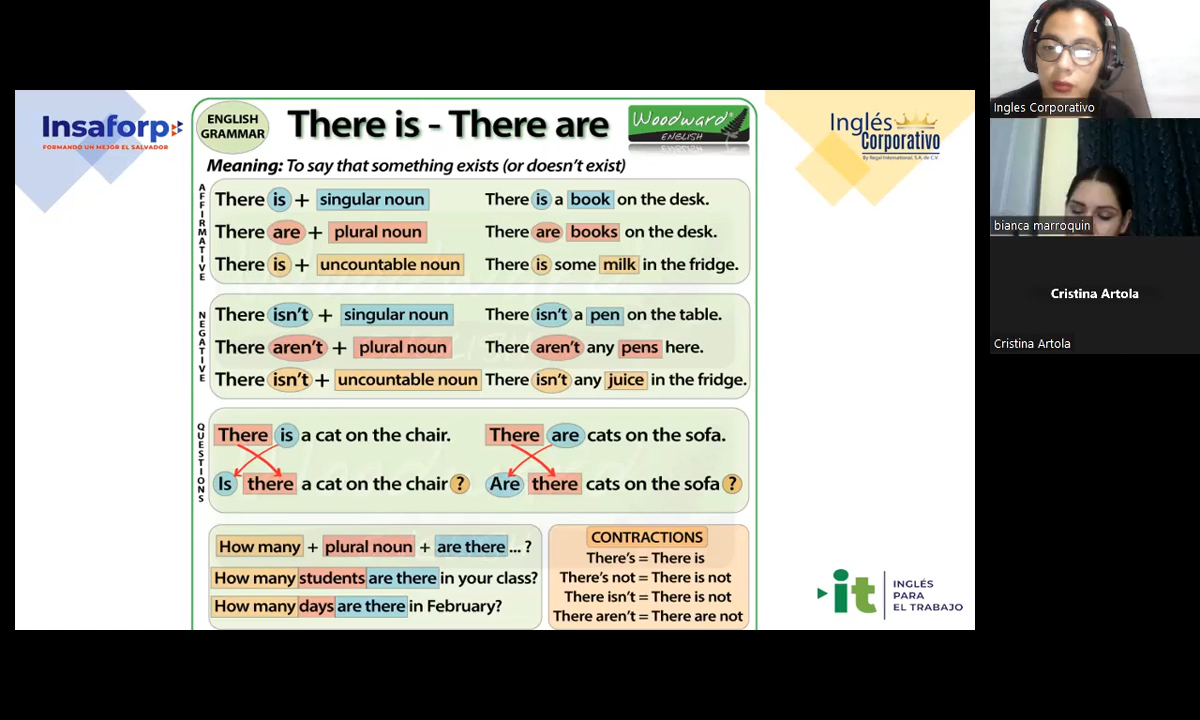 Insaforp
FORMANDO UN MEJOR EL SALVADOR
ENGLISH
GRAMMAR
There is - There are
Woodward®
ENGLISH
Inglés
Corporativo
By Regal International, S.A. de C.V.
Meaning: To say that something exists (or doesn't exist)
AFFIRMATIVE
There is + singular noun There is a book on the desk.
There are + plural noun There are books on the desk.
There is + uncountable noun There is some milk in the fridge.
NEGATIVE
There isn't + singular noun There isn't a pen on the table.
There aren't + plural noun There aren't any pens here.
There isn't + uncountable noun There isn't any juice in the fridge.
QUESTIONS
There is a cat on the chair. There are cats on the sofa.
Is there a cat on the chair ? Are there cats on the sofa ?
How many + plural noun + are there ... ?
How many students are there in your class?
How many days are there in February?
CONTRACTIONS
There's = There is
There's not = There is not
There isn't = There is not
There aren't = There are not
it
INGLÉS
PARA
EL TRABAJO
Ingles Corporativo
bianca marroquin
Cristina Artola
Cristina Artola